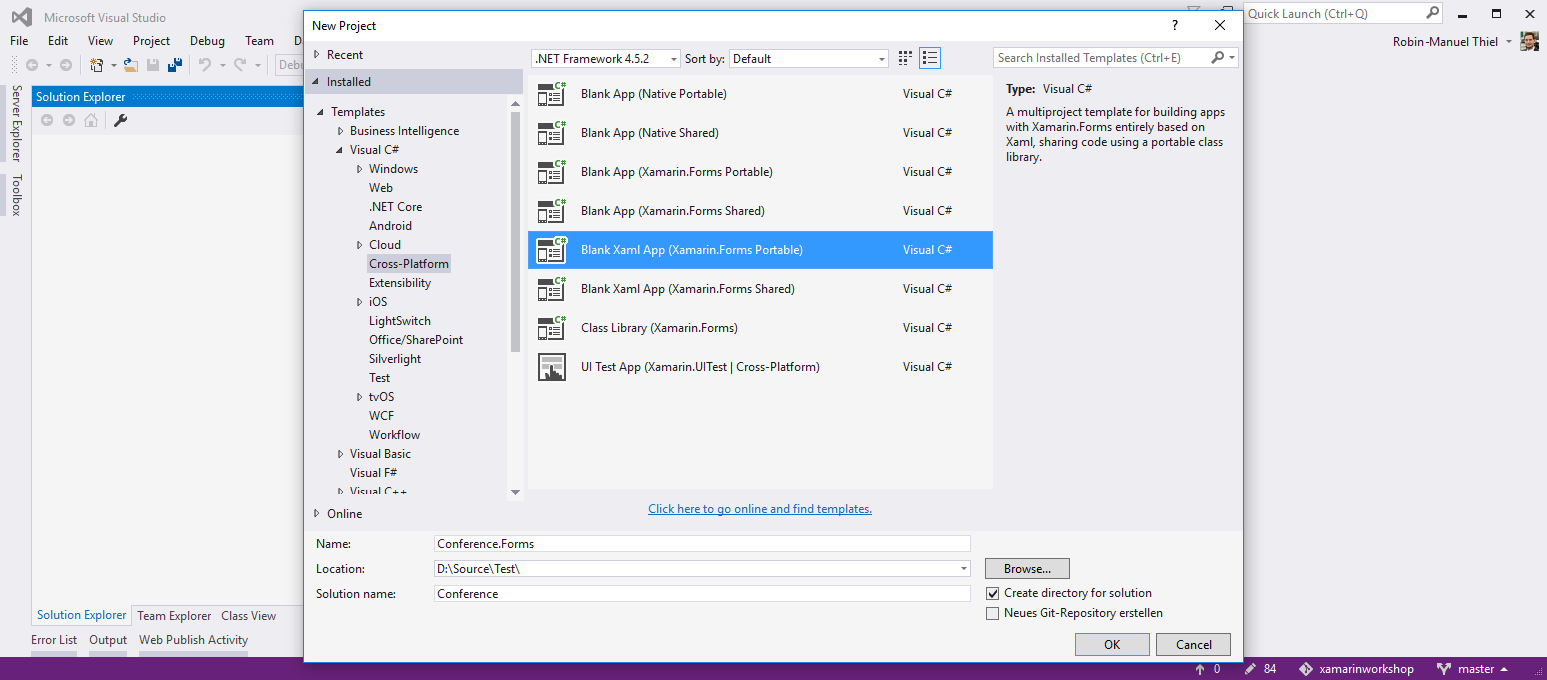 Microsoft Visual Studio
Quick Launch (Ctrl+Q)
File Edit View Project Debug Team D
Robin-Manuel Thiel
Debu
Server Explorer
Toolbox
Solution Explorer
New Project
?
Recent
Installed
.NET Framework 4.5.2
Sort by: Default
Search Installed Templates (Ctrl+E)
Templates
Business Intelligence
Visual C#
Windows
Web
.NET Core
Android
Cloud
Cross-Platform
Extensibility
iOS
LightSwitch
Office/SharePoint
Silverlight
Test
tvOS
WCF
Workflow
Visual Basic
Visual F#
Visual C++
Online
C# Blank App (Native Portable) Visual C#
C# Blank App (Native Shared) Visual C#
C# Blank App (Xamarin.Forms Portable) Visual C#
C# Blank App (Xamarin.Forms Shared) Visual C#
C# Blank Xaml App (Xamarin.Forms Portable) Visual C#
C# Blank Xaml App (Xamarin.Forms Shared) Visual C#
C# Class Library (Xamarin.Forms) Visual C#
UI Test App (Xamarin.UITest | Cross-Platform) Visual C#
Click here to go online and find templates.
Type: Visual C#
A multiproject template for building apps
with Xamarin.Forms entirely based on
Xaml, sharing code using a portable class
library.
Name: Conference.Forms
Location: D:\Source\Test\
Browse...
Solution name: Conference
Create directory for solution
Neues Git-Repository erstellen
OK Cancel
Solution Explorer Team Explorer Class View
Error List Output Web Publish Activity
0 84 xamarinworkshop master